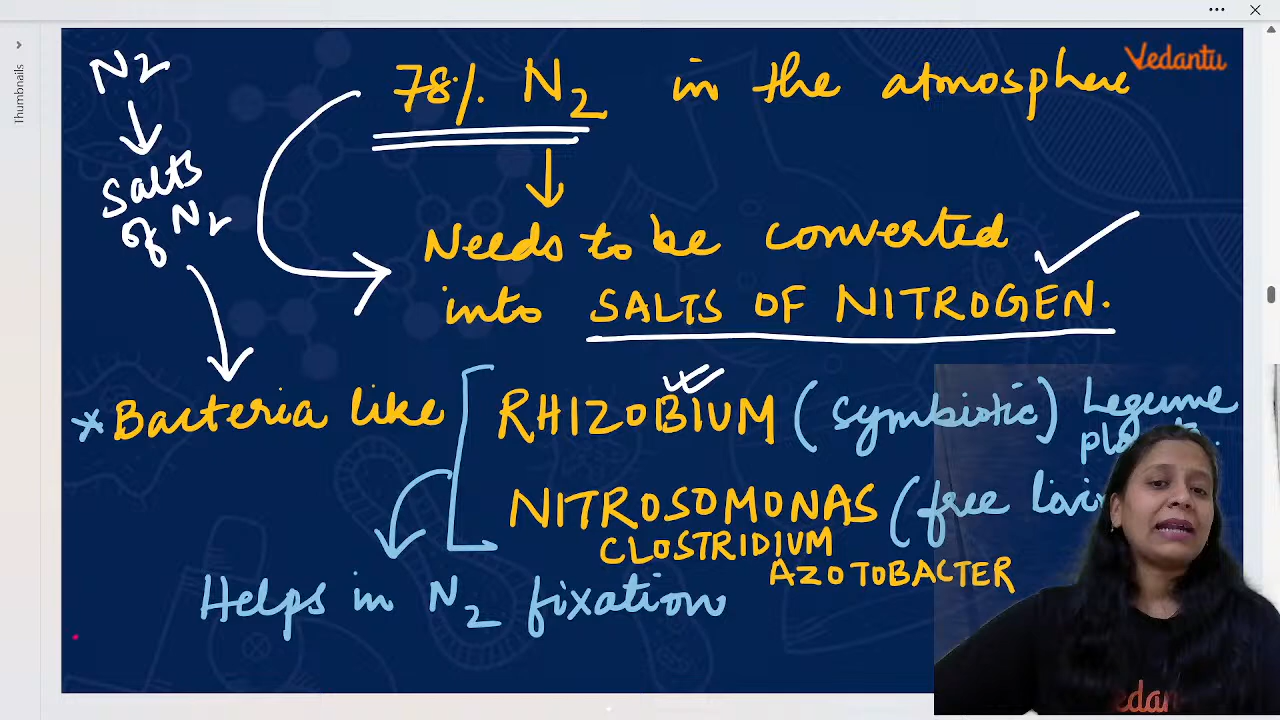 Thumbnails
Vedantu
N2
Salts
of N2
78% N2 in the atmosphere
Needs to be converted
into SALTS OF NITROGEN.
*Bacteria like
RHIZOBIUM (symbiotic) Legume
NITROSOMONAS (free
CLOSTRIDIUM
AZOTOBACTER
Helps in N2 fixation